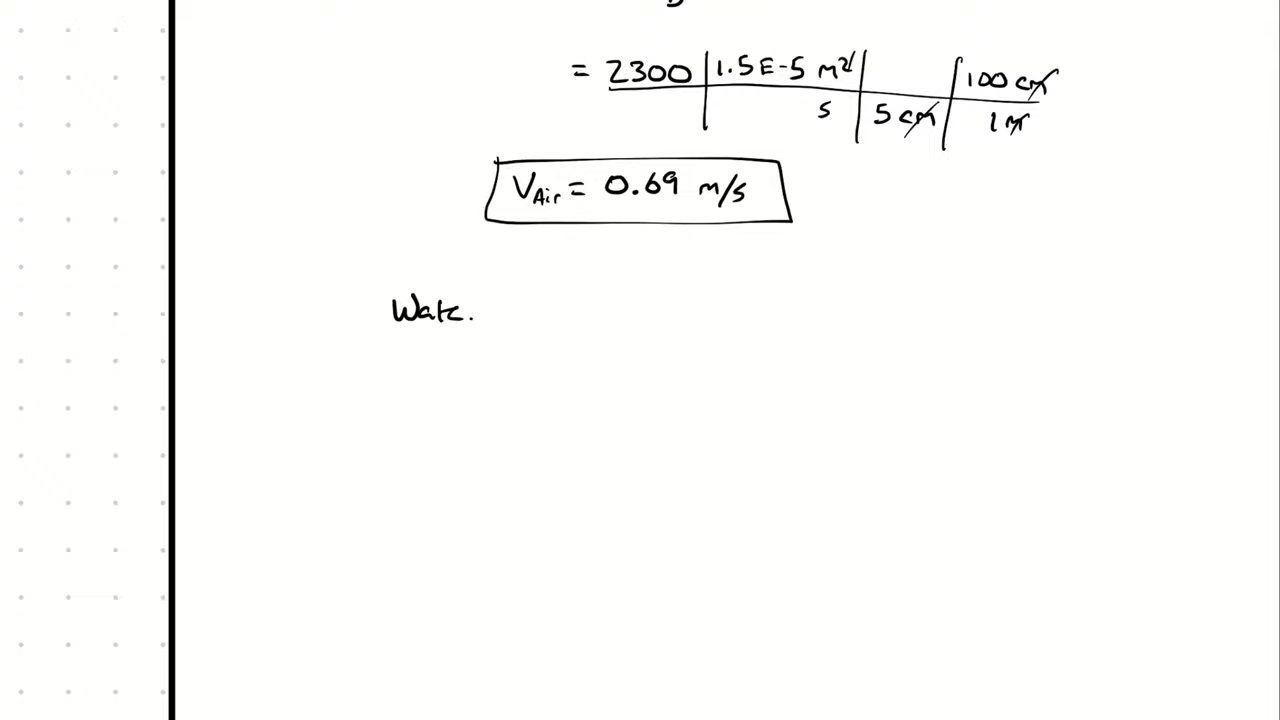 = 2300 | 1.5E-5 m² | | 100 cm
s | 5 cm | 1 m
V_Air = 0.69 m/s
Wate.